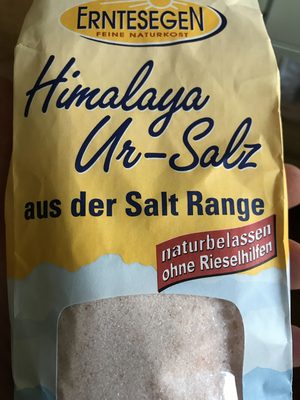 ERNTESEGEN
FEINE NATURKOST
Himalaya
Ur-Salz
aus der Salt Range
naturbelassen
ohne Rieselhilfen